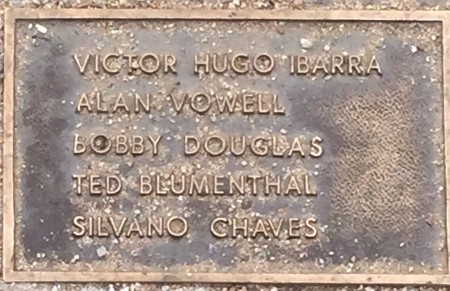 VICTOR HUGO IBARRA
ALAN VOWELL
BOBBY DOUGLAS
TED BLUMENTHAL
SILVANO CHAVES